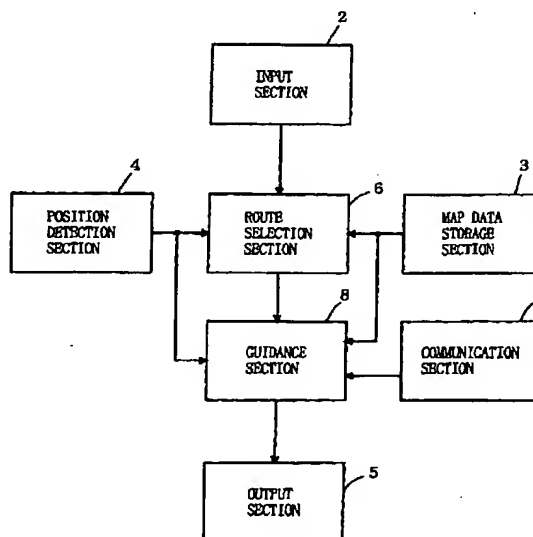 2
INPUT
SECTION
4
POSITION
DETECTION
SECTION
6
ROUTE
SELECTION
SECTION
3
MAP DATA
STORAGE
SECTION
8
GUIDANCE
SECTION
COMMUNICATION
SECTION
5
OUTPUT
SECTION